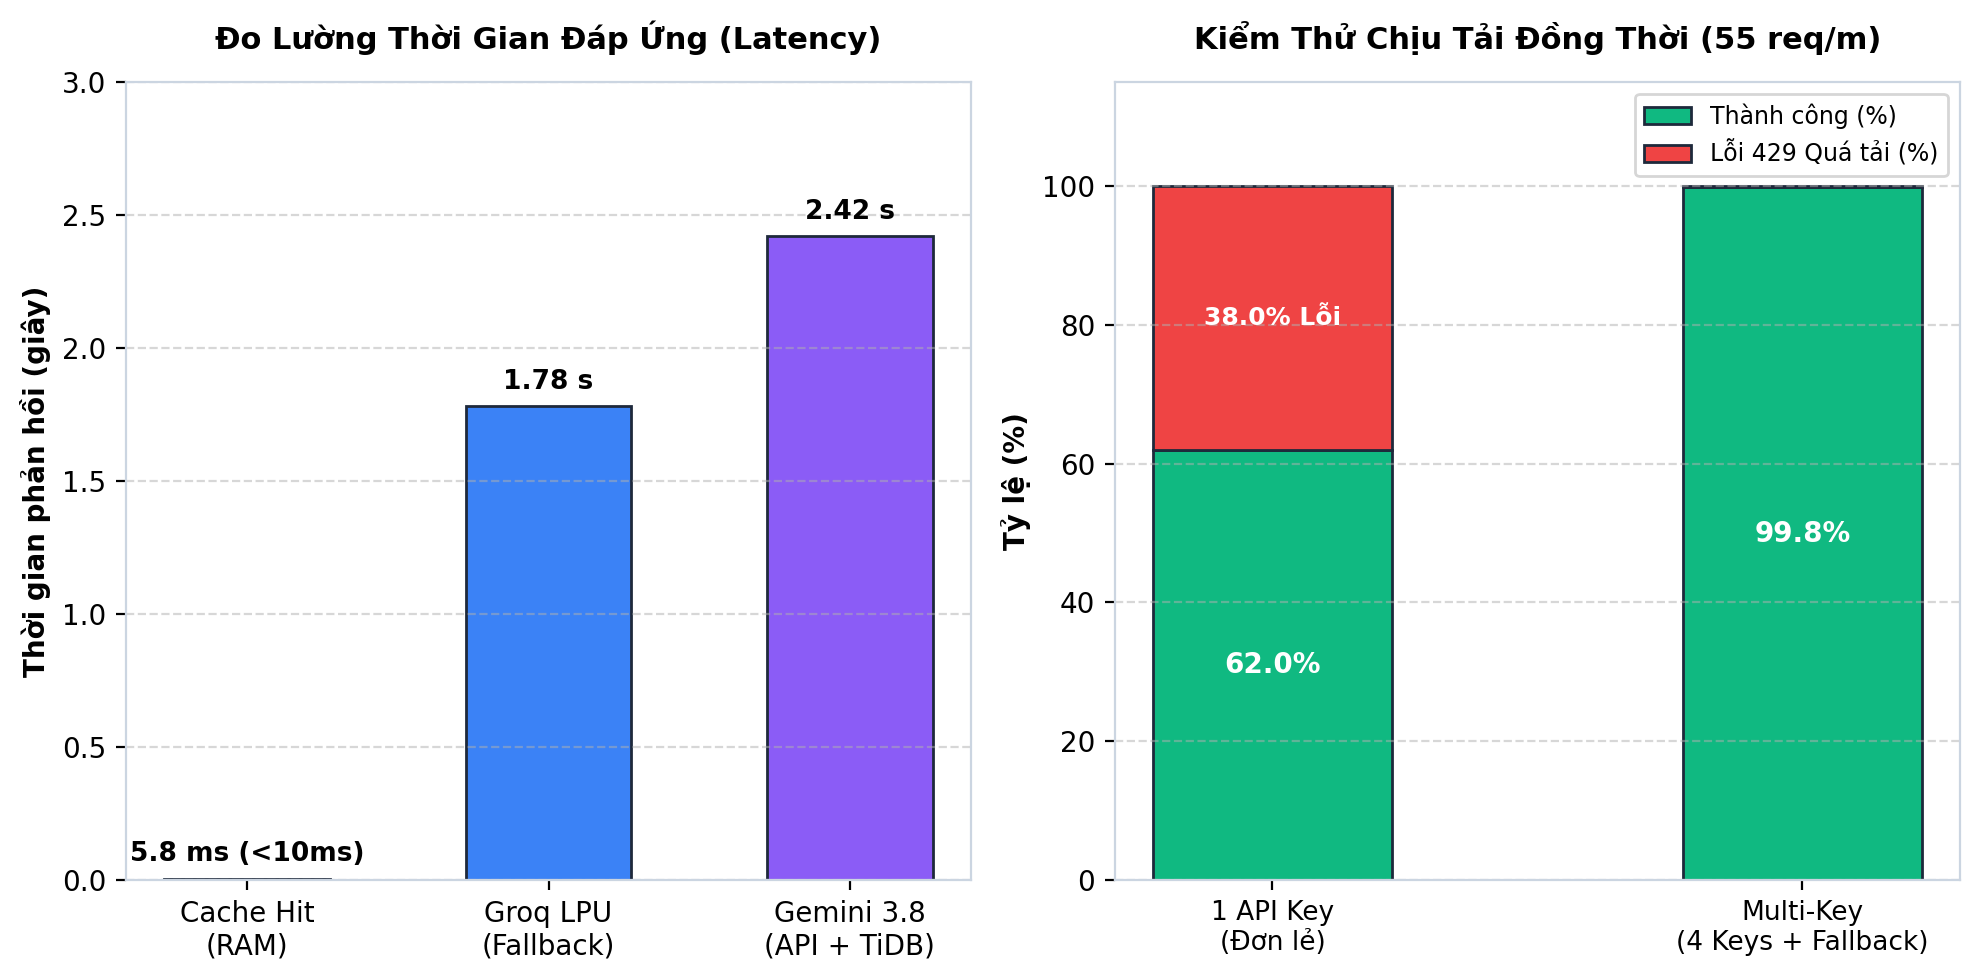 Đo Lường Thời Gian Đáp Ứng (Latency)
Thời gian phản hồi (giây)
3.0
2.5
2.0
1.5
1.0
0.5
0.0
5.8 ms (<10ms)
1.78 s
2.42 s
Cache Hit
(RAM)
Groq LPU
(Fallback)
Gemini 3.8
(API + TiDB)
Kiểm Thử Chịu Tải Đồng Thời (55 req/m)
Thành công (%)
Lỗi 429 Quá tải (%)
Tỷ lệ (%)
100
80
60
40
20
0
38.0% Lỗi
62.0%
99.8%
1 API Key
(Đơn lẻ)
Multi-Key
(4 Keys + Fallback)